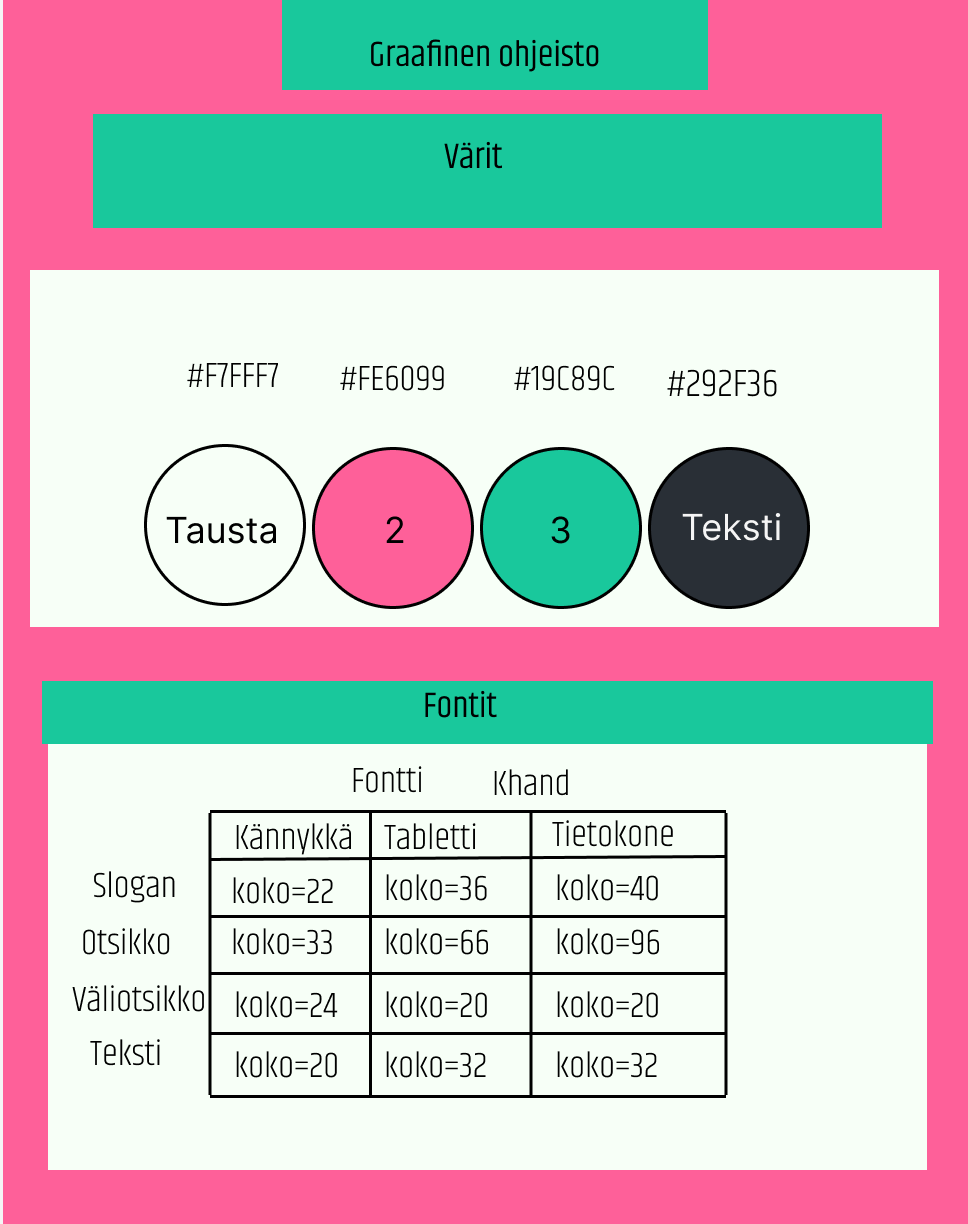 Graafinen ohjeisto
Värit
#F7FFF7 #FE6099 #19C89C #292F36
Tausta 2 3 Teksti
Fontit
Fontti Khand
Kännykkä Tabletti Tietokone
Slogan koko=22 koko=36 koko=40
Otsikko koko=33 koko=66 koko=96
Väliotsikko koko=24 koko=20 koko=20
Teksti koko=20 koko=32 koko=32